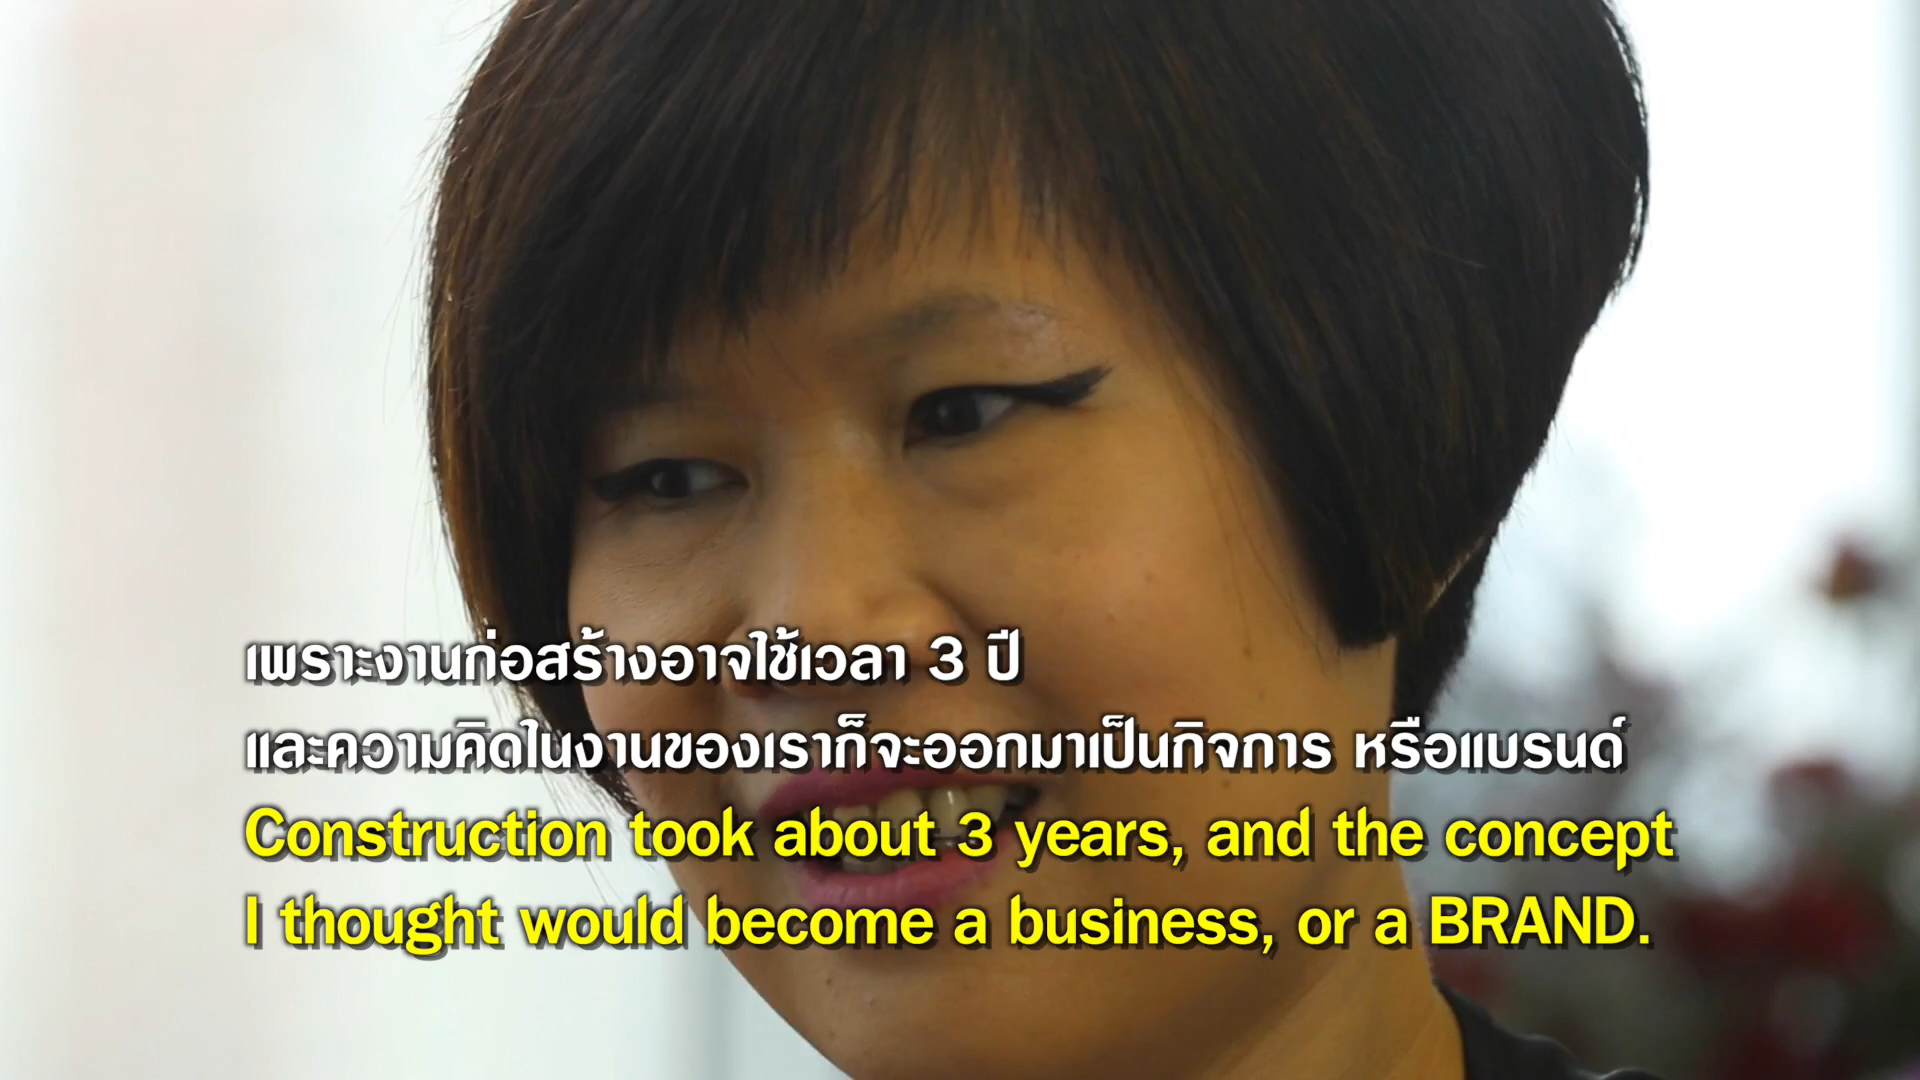 เพราะงานก่อสร้างอาจใช้เวลา 3 ปี
และความคิดในงานของเราก็จะออกมาเป็นกิจการ หรือแบรนด์
Construction took about 3 years, and the concept
I thought would become a business, or a BRAND.